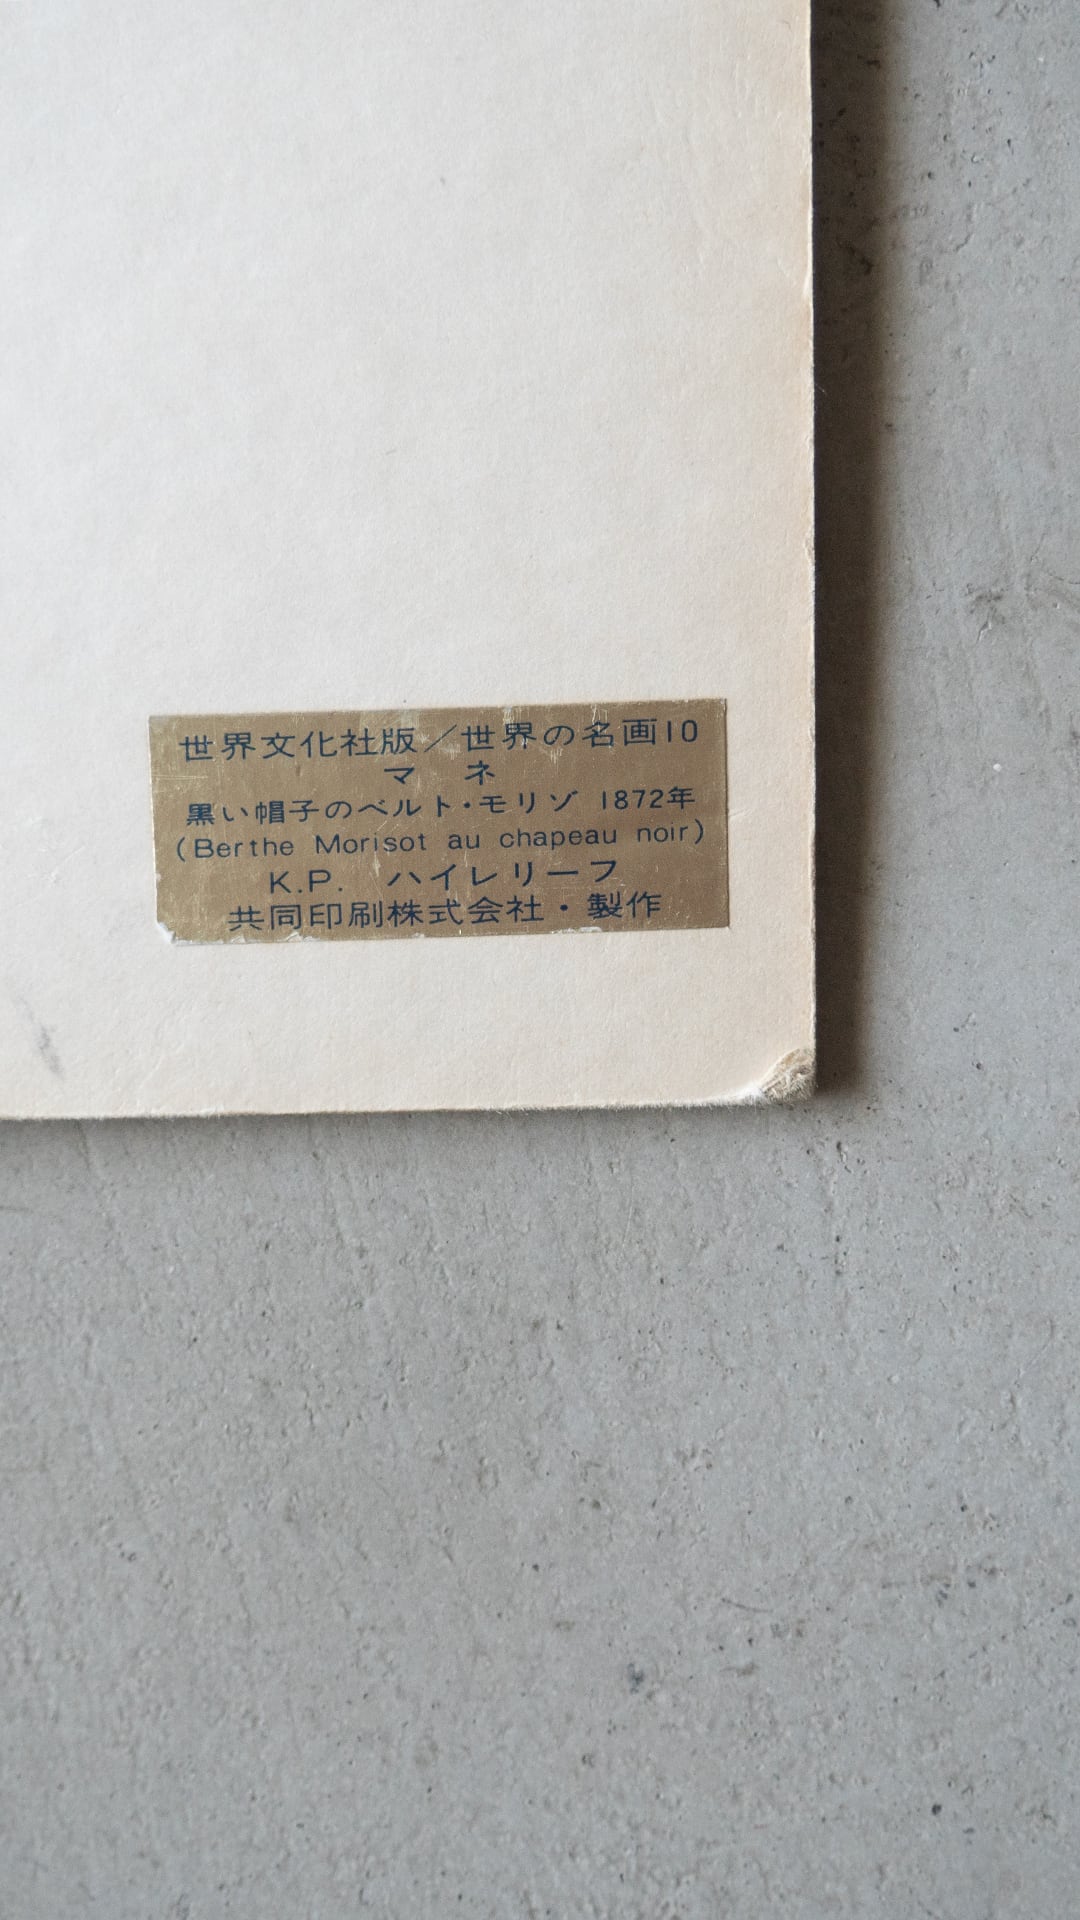 世界文化社版／世界の名画10
マネ
黒い帽子のベルト・モリゾ 1872年
(Berthe Morisot au chapeau noir)
K.P. ハイレリーフ
共同印刷株式会社・製作